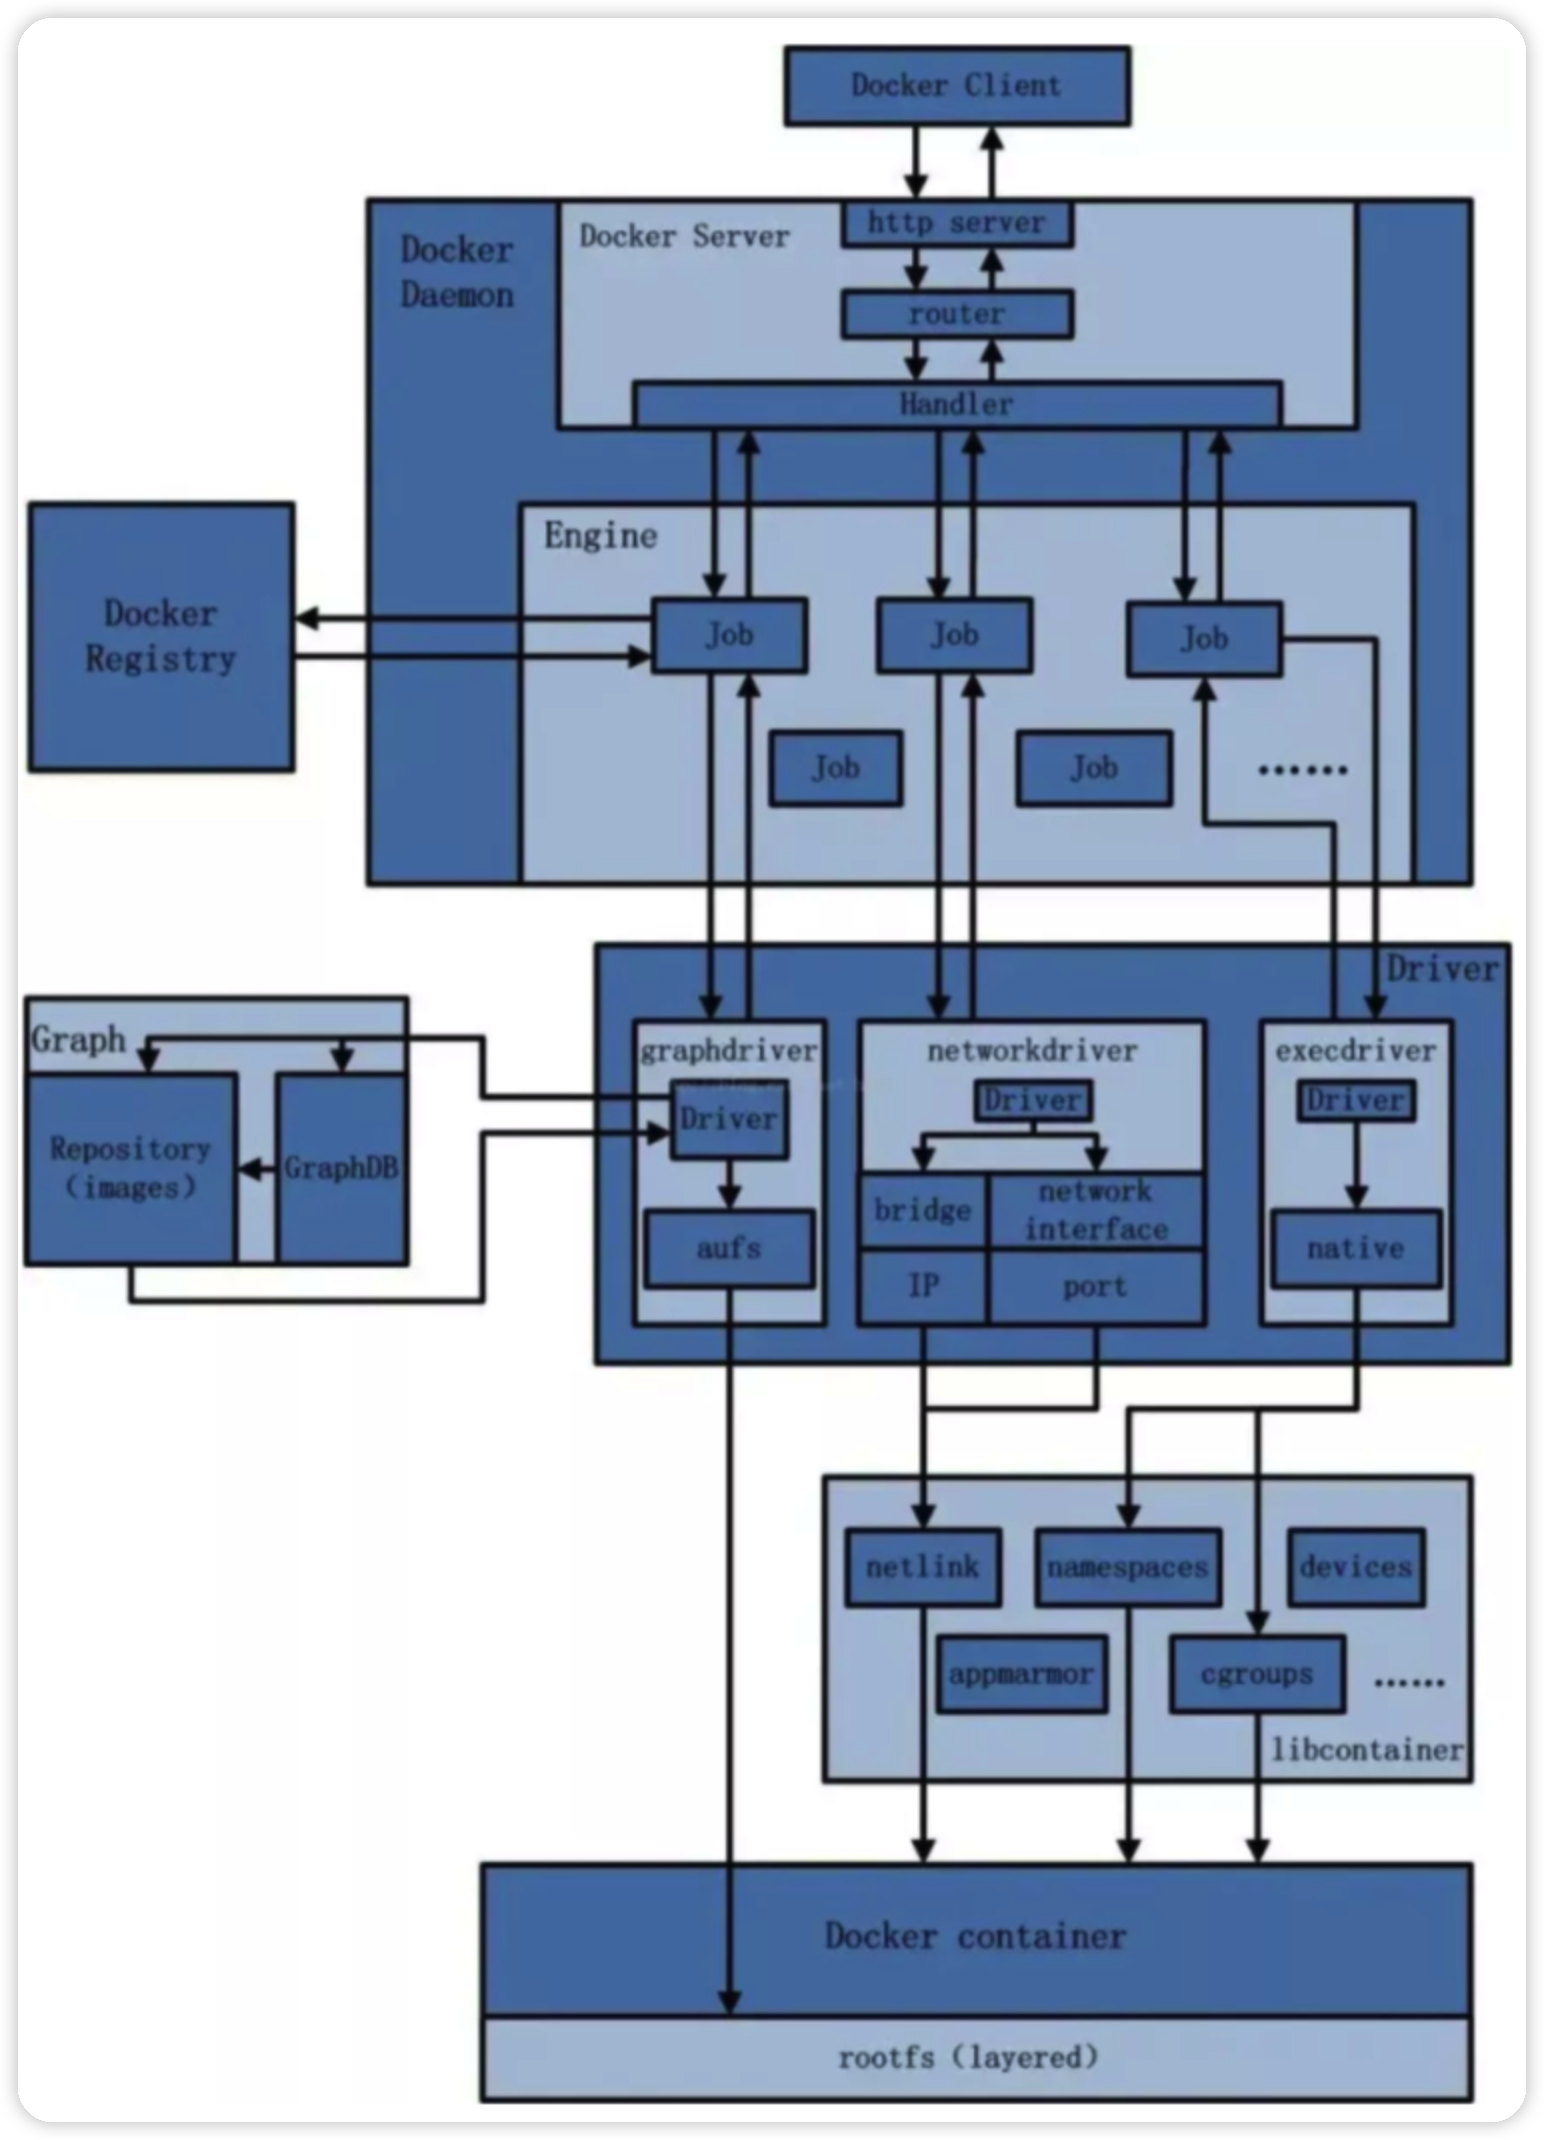 Docker Client
Docker
Daemon
Docker Server
http server
router
Handler
Engine
Docker
Registry
Job
Job
Job
Job
Job
······
Driver
Graph
Repository
（images）
GraphDB
graphdriver
Driver
aufs
networkdriver
Driver
bridge
network
interface
IP
port
execdriver
Driver
native
netlink
namespaces
devices
appmarmor
cgroups
······
libcontainer
Docker container
rootfs（layered）